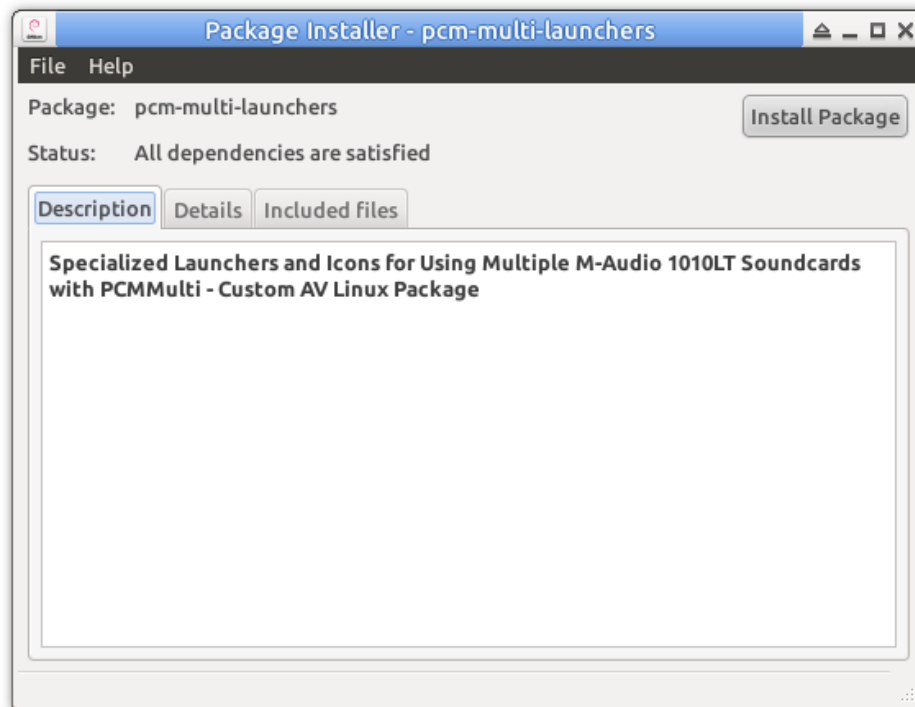 Package Installer - pcm-multi-launchers
File Help
Package: pcm-multi-launchers
Install Package
Status: All dependencies are satisfied
Description Details Included files
Specialized Launchers and Icons for Using Multiple M-Audio 1010LT Soundcards
with PCMMulti - Custom AV Linux Package